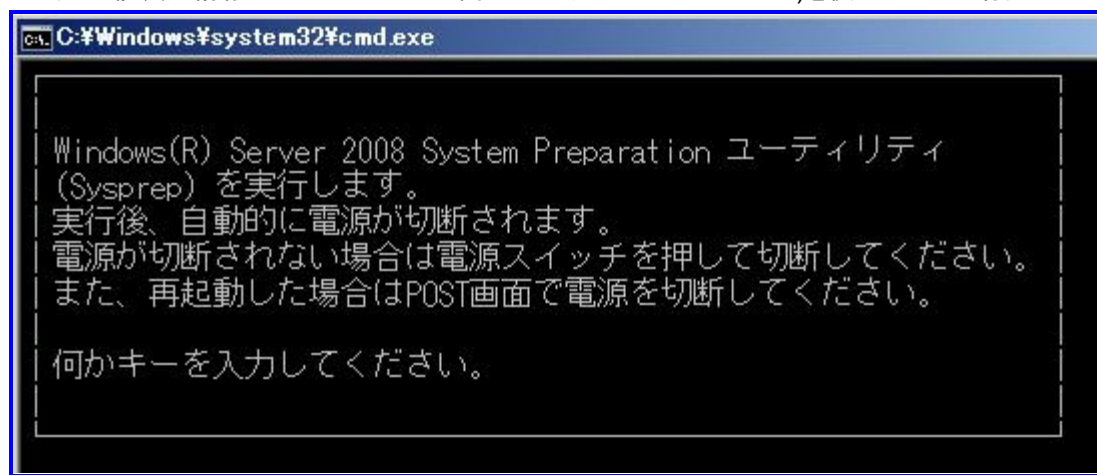 C:¥Windows¥system32¥cmd.exe
Windows(R) Server 2008 System Preparation ユーティリティ
(Sysprep) を実行します。
実行後、自動的に電源が切断されます。
電源が切断されない場合は電源スイッチを押して切断してください。
また、再起動した場合はPOST画面で電源を切断してください。
何かキーを入力してください。